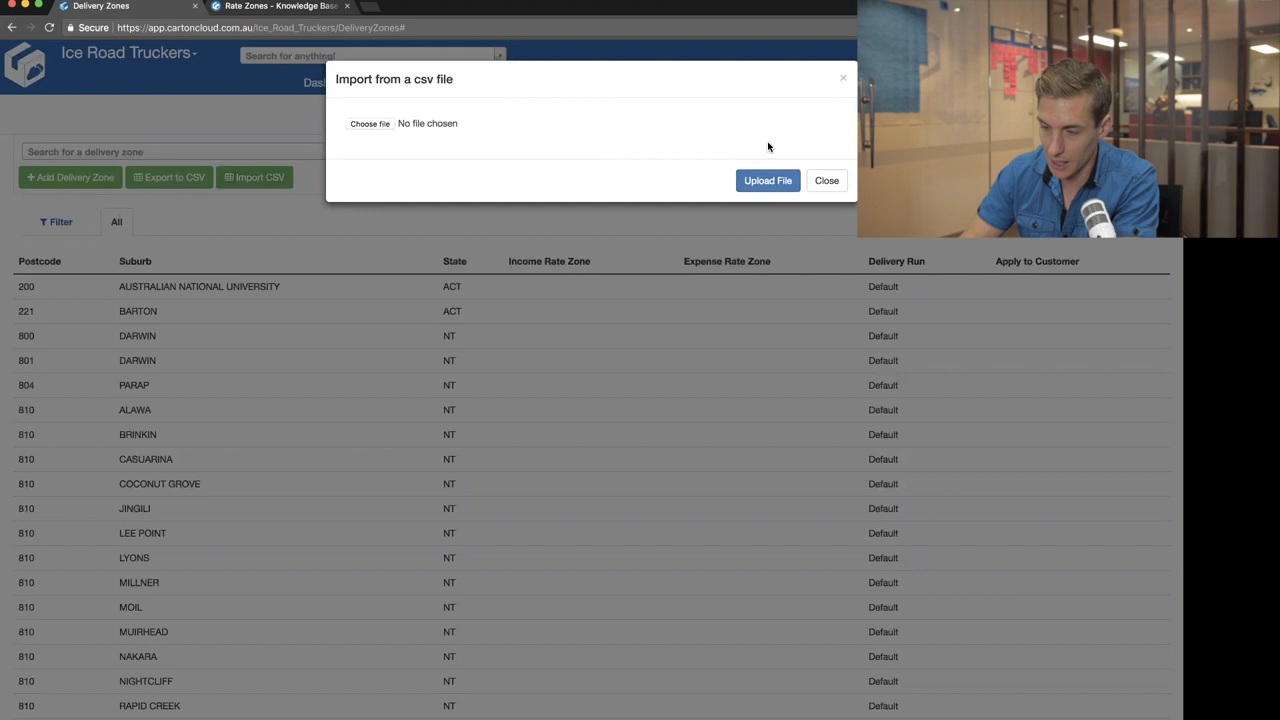 Delivery Zones
Rate Zones - Knowledge Base
Secure
https://app.cartoncloud.com.au/Ice_Road_Truckers/DeliveryZones#
Ice Road Truckers
Search for anything!
Import from a csv file
×
Choose file No file chosen
Upload File
Close
Search for a delivery zone
+ Add Delivery Zone
Export to CSV
Import CSV
Filter
All
Postcode Suburb State Income Rate Zone Expense Rate Zone Delivery Run Apply to Customer
200 AUSTRALIAN NATIONAL UNIVERSITY ACT Default
221 BARTON ACT Default
800 DARWIN NT Default
801 DARWIN NT Default
804 PARAP NT Default
810 ALAWA NT Default
810 BRINKIN NT Default
810 CASUARINA NT Default
810 COCONUT GROVE NT Default
810 JINGILI NT Default
810 LEE POINT NT Default
810 LYONS NT Default
810 MILLNER NT Default
810 MOIL NT Default
810 MUIRHEAD NT Default
810 NAKARA NT Default
810 NIGHTCLIFF NT Default
810 RAPID CREEK NT Default